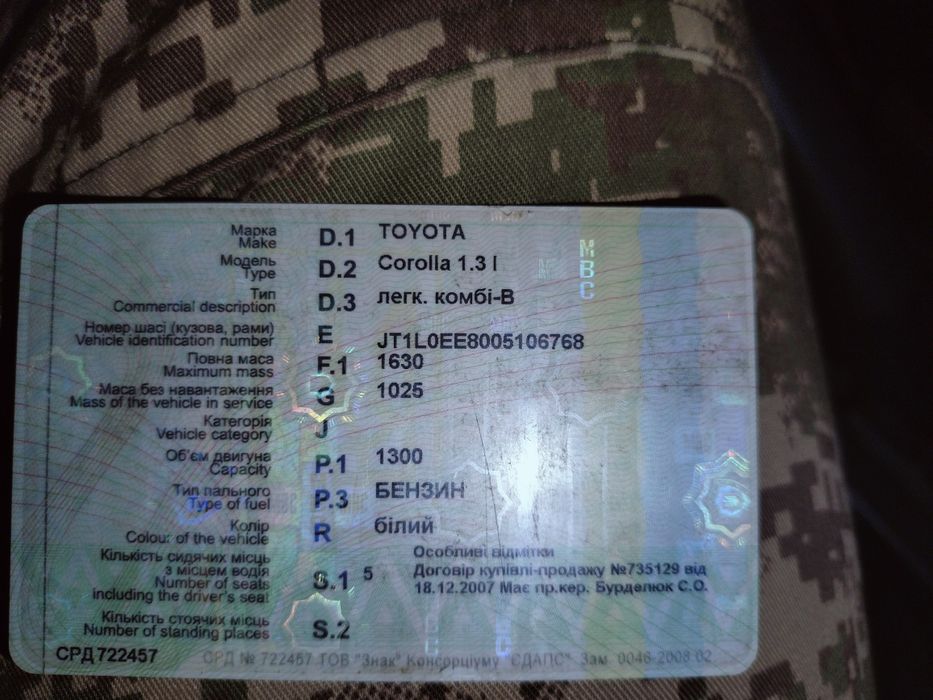 Марка
Make
D.1 TOYOTA
Модель
Type
D.2 Corolla 1.3 l
Тип
Commercial description
D.3 легк. комбі-В
Номер шасі (кузова, рами)
Vehicle identification number
E JT1L0EE8005106768
Повна маса
Maximum mass
F.1 1630
Маса без навантаження
Mass of the vehicle in service
G 1025
Категорія
Vehicle category
J
Об'єм двигуна
Capacity
P.1 1300
Тип пального
Type of fuel
P.3 БЕНЗИН
Колір
Colour of the vehicle
R білий
Кількість сидячих місць
з місцем водія
Number of seats
including the driver's seat
S.1 5
Особливі відмітки
Договір купівлі-продажу №735129 від
18.12.2007 Має пр.кер. Бурделюк С.О.
Кількість стоячих місць
Number of standing places
S.2
СРД 722457
СРД № 722457 ТОВ "Знак" Консорціуму "ЄДАПС" Зам. 0046-2008.02
МВС